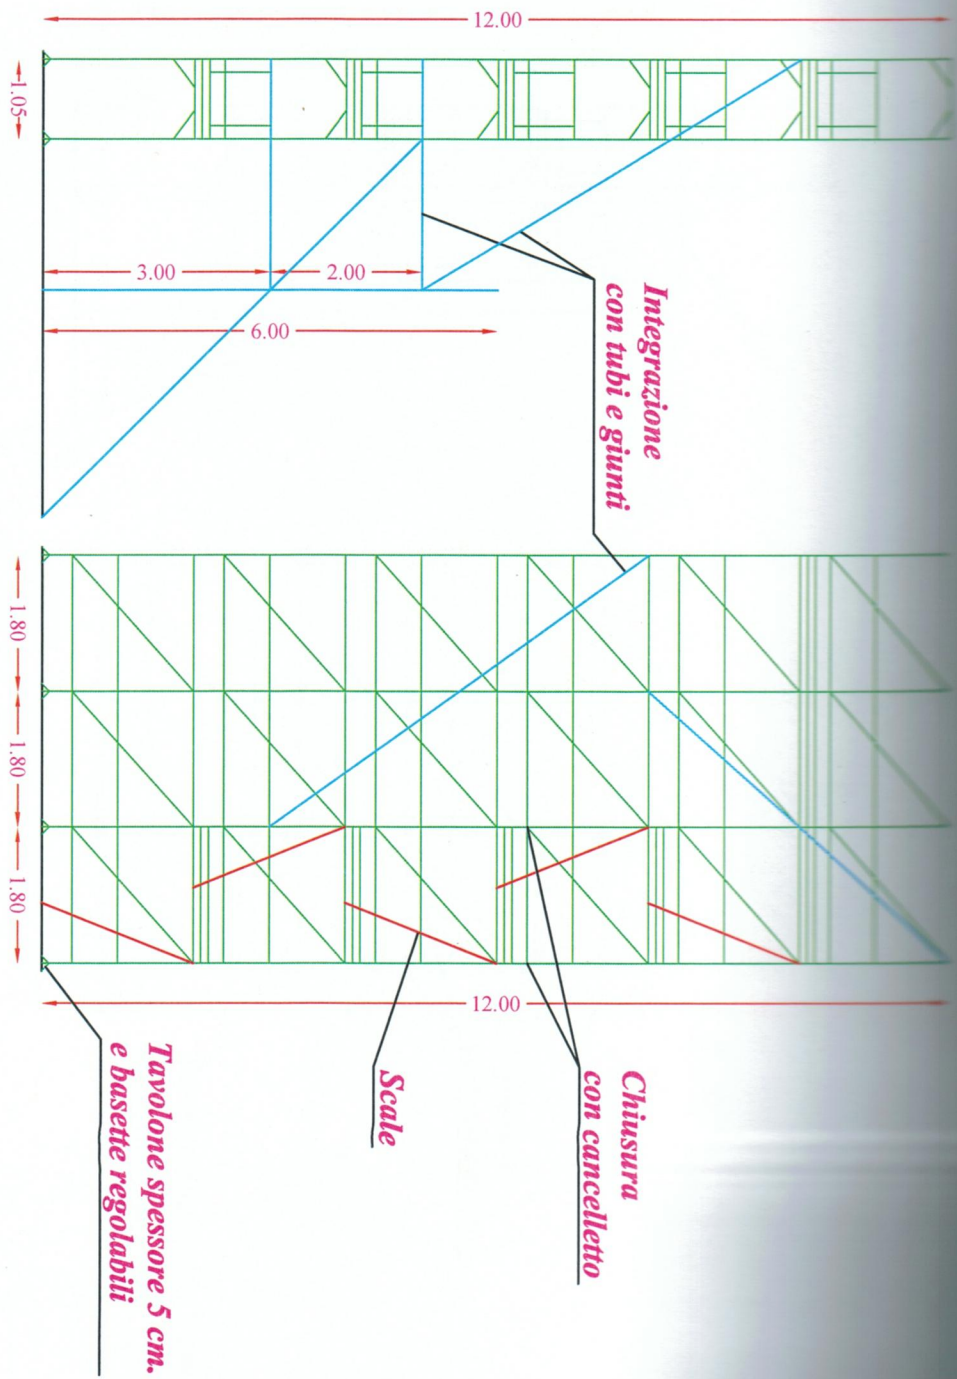 12.00
1.05
3.00
2.00
6.00
Integrazione
con tubi e giunti
1.80
1.80
1.80
12.00
Chiusura
con cancelletto
Scale
Tavolone spessore 5 cm.
e basette regolabili